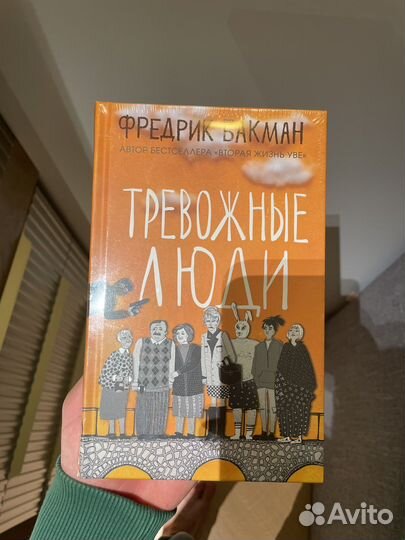 ФРЕДРИК БАКМАН
АВТОР БЕСТСЕЛЛЕРА «ВТОРАЯ ЖИЗНЬ УВЕ»
ТРЕВОЖНЫЕ
ЛЮДИ
Avito